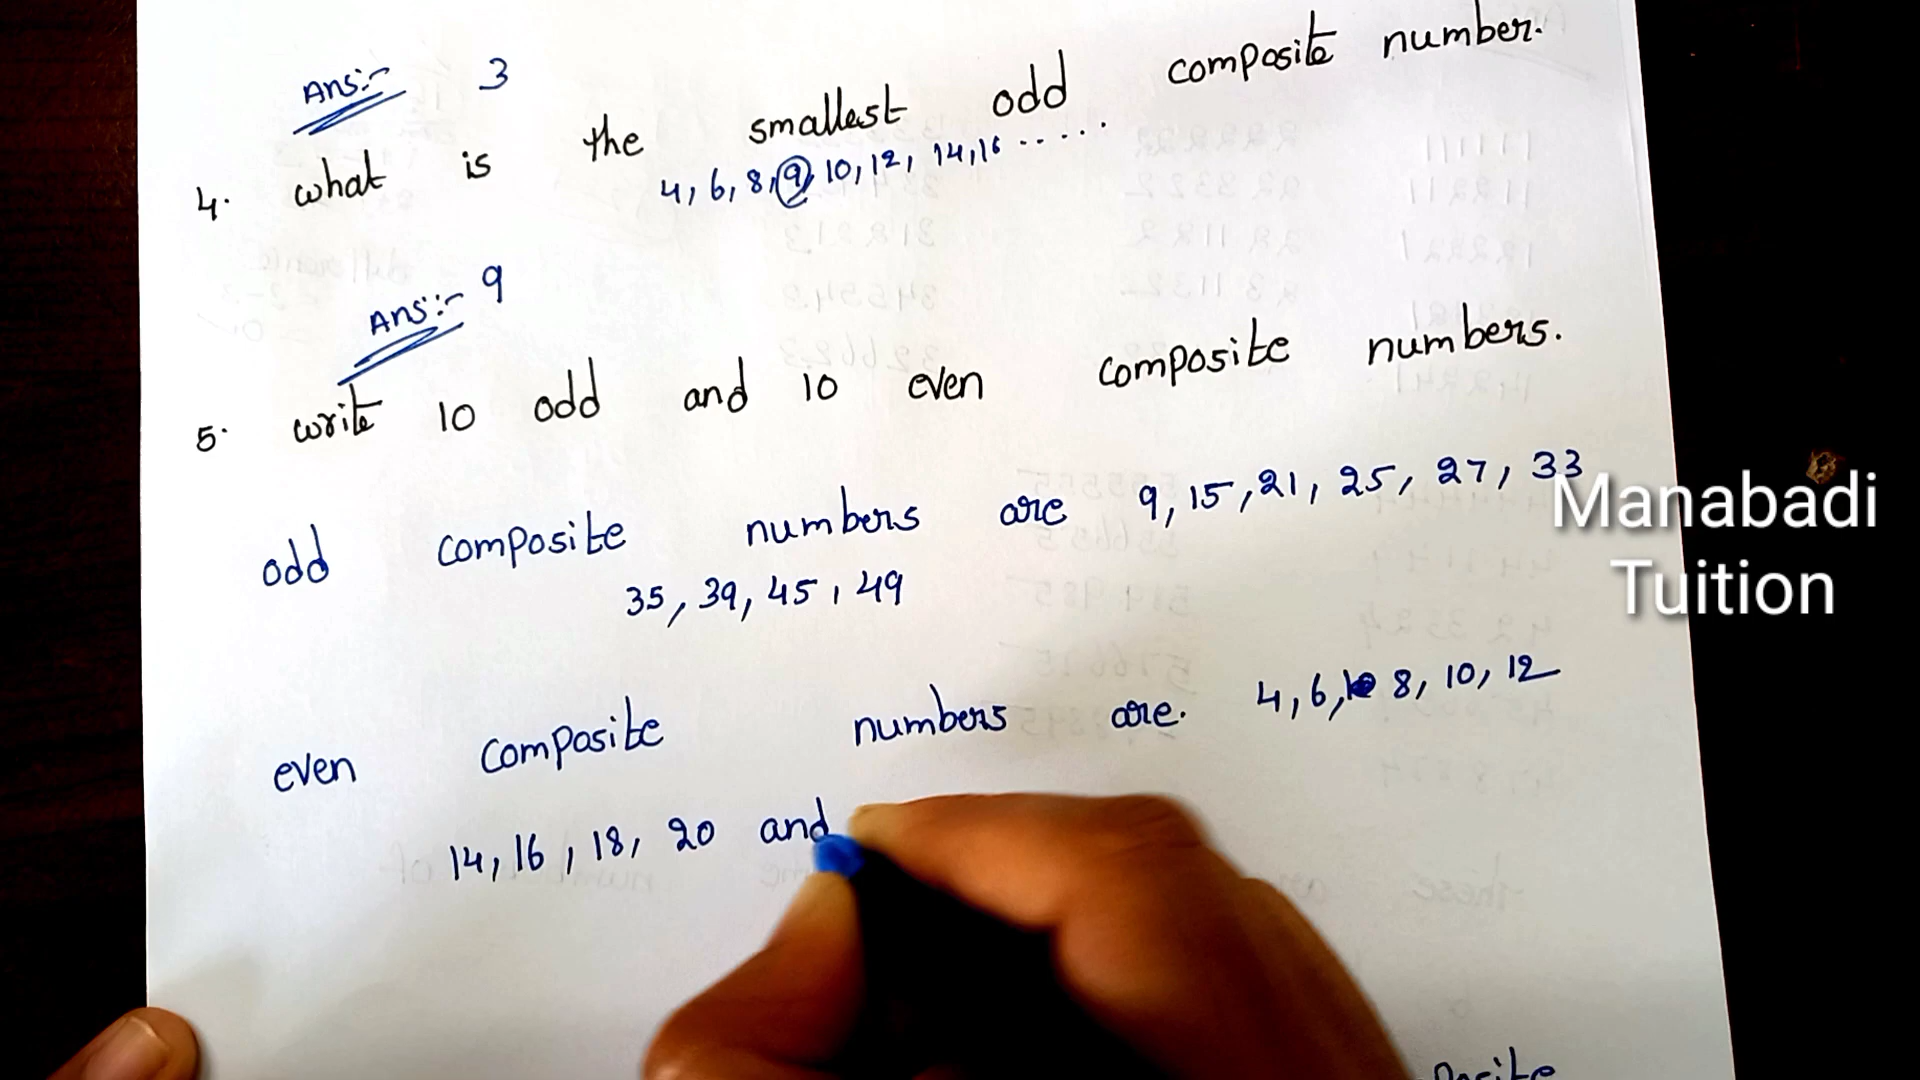 Ans:- 3
4. what is the smallest odd composite number.
4, 6, 8, 9, 10, 12, 14, 16 .....
Ans:- 9
5. write 10 odd and 10 even composite numbers.
odd composite numbers are 9, 15, 21, 25, 27, 33
35, 39, 45, 49
even composite numbers are. 4, 6, 8, 10, 12
14, 16, 18, 20 and
Manabadi
Tuition